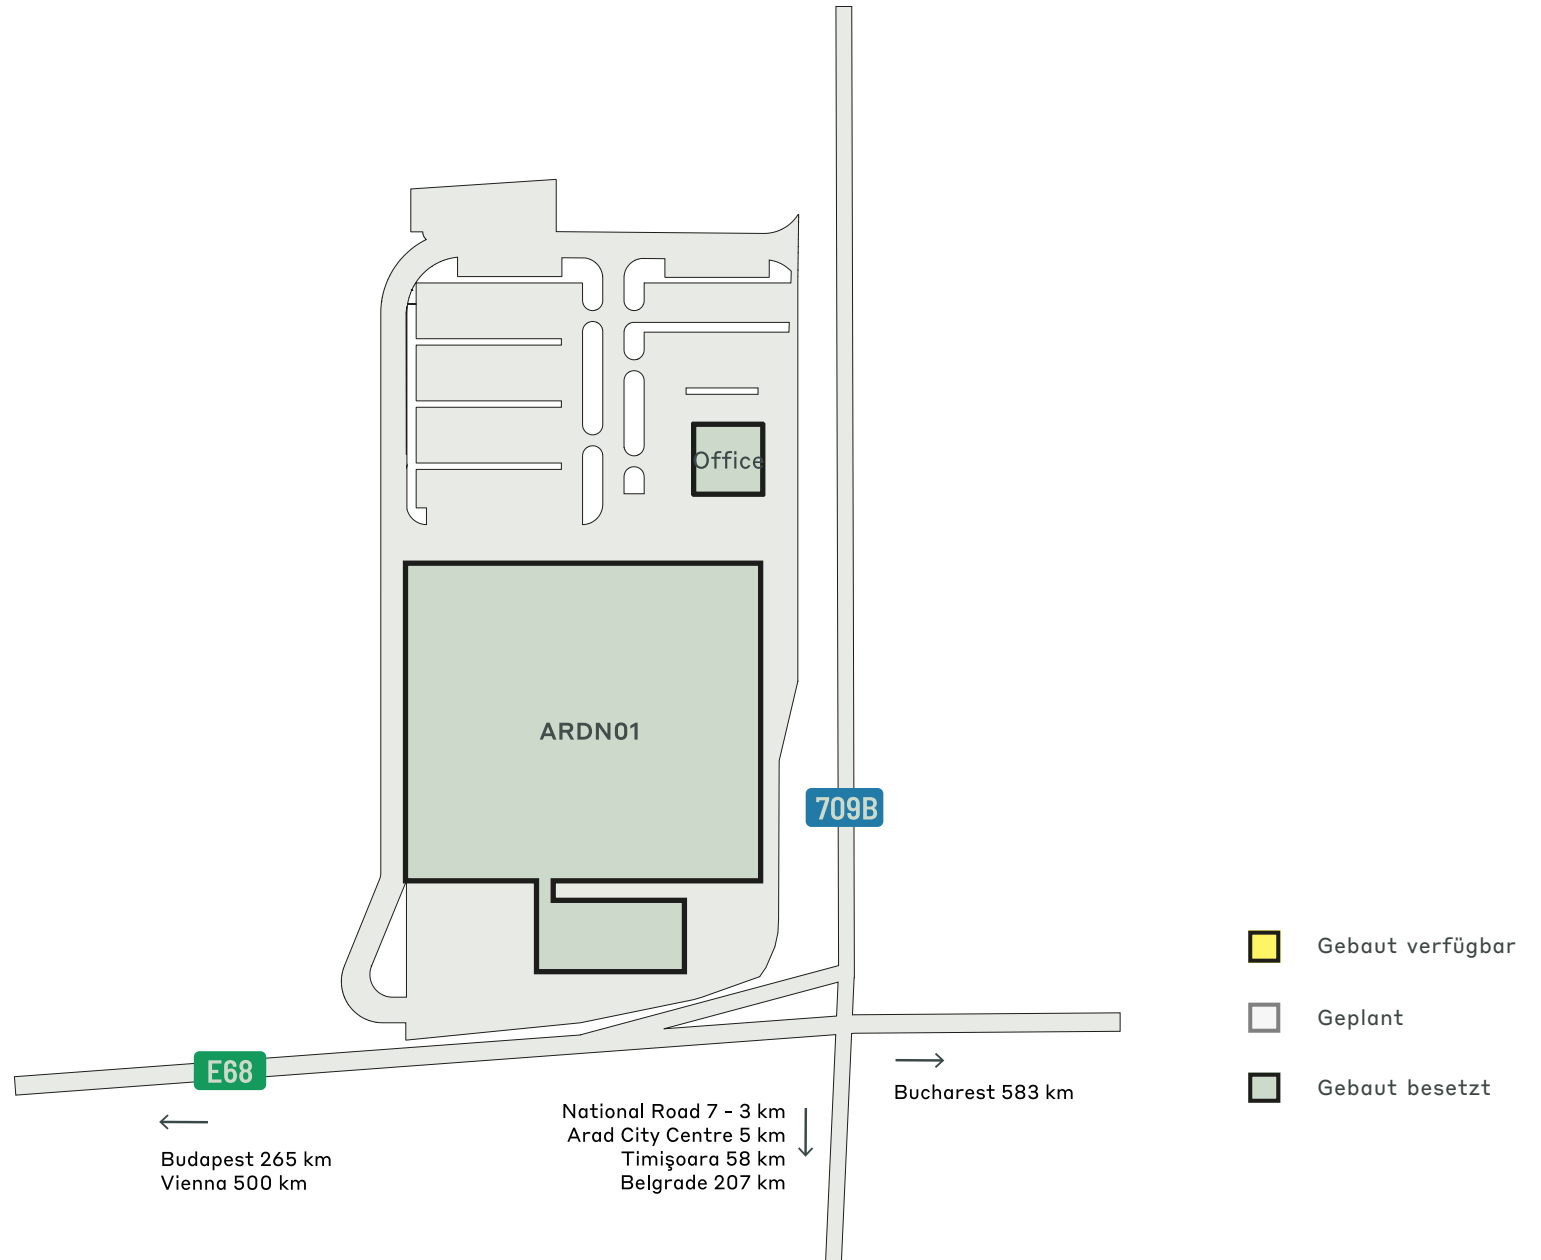 Office
ARDN01
709B
Gebaut verfügbar
Geplant
Gebaut besetzt
E68
Bucharest 583 km
National Road 7 - 3 km
Arad City Centre 5 km
Timişoara 58 km
Belgrade 207 km
Budapest 265 km
Vienna 500 km